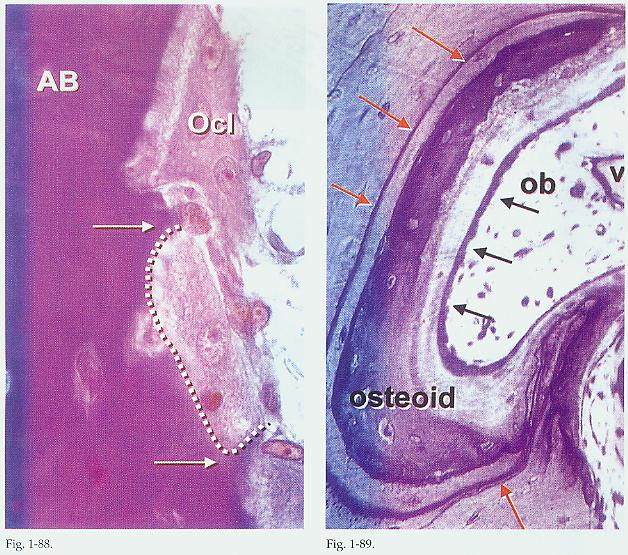 AB
Ocl
ob
v
osteoid
Fig. 1-88.
Fig. 1-89.